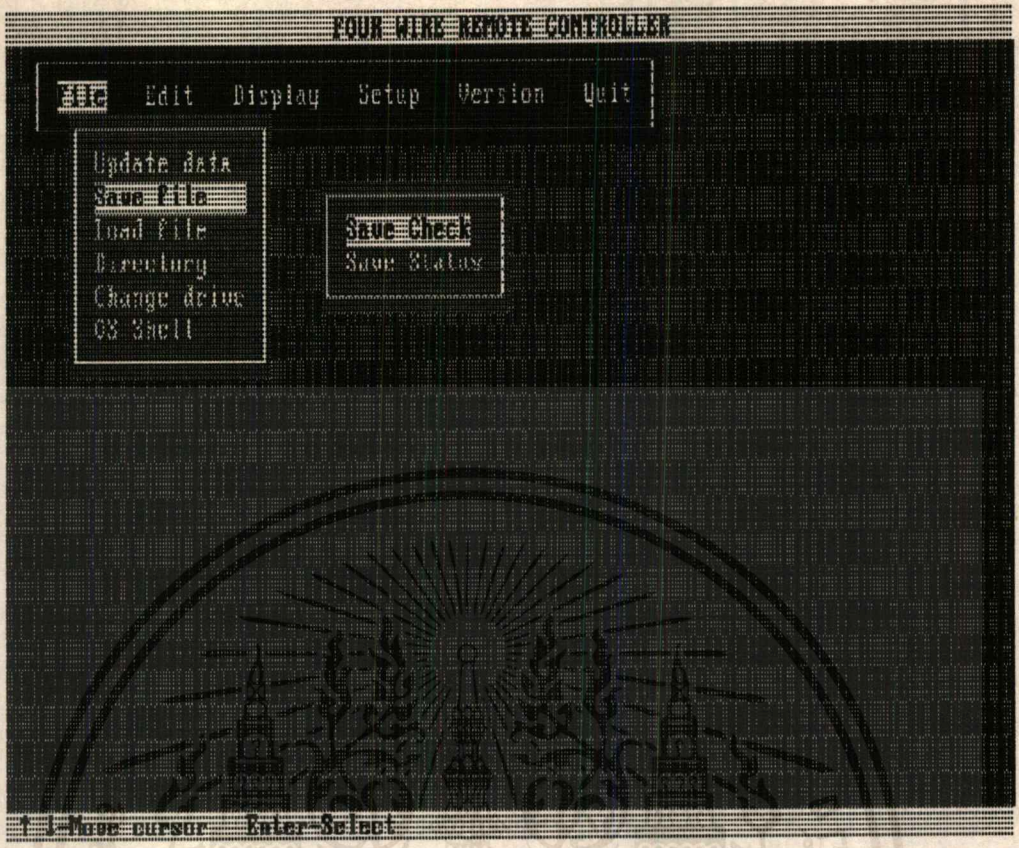 FOUR WIRE REMOTE CONTROLLER
File Edit Display Setup Version Quit
Update data
Save File
load file
Directory
Change drive
OS Shell
Save Check
Save Status
↑ ↓-Move cursor Enter-Select